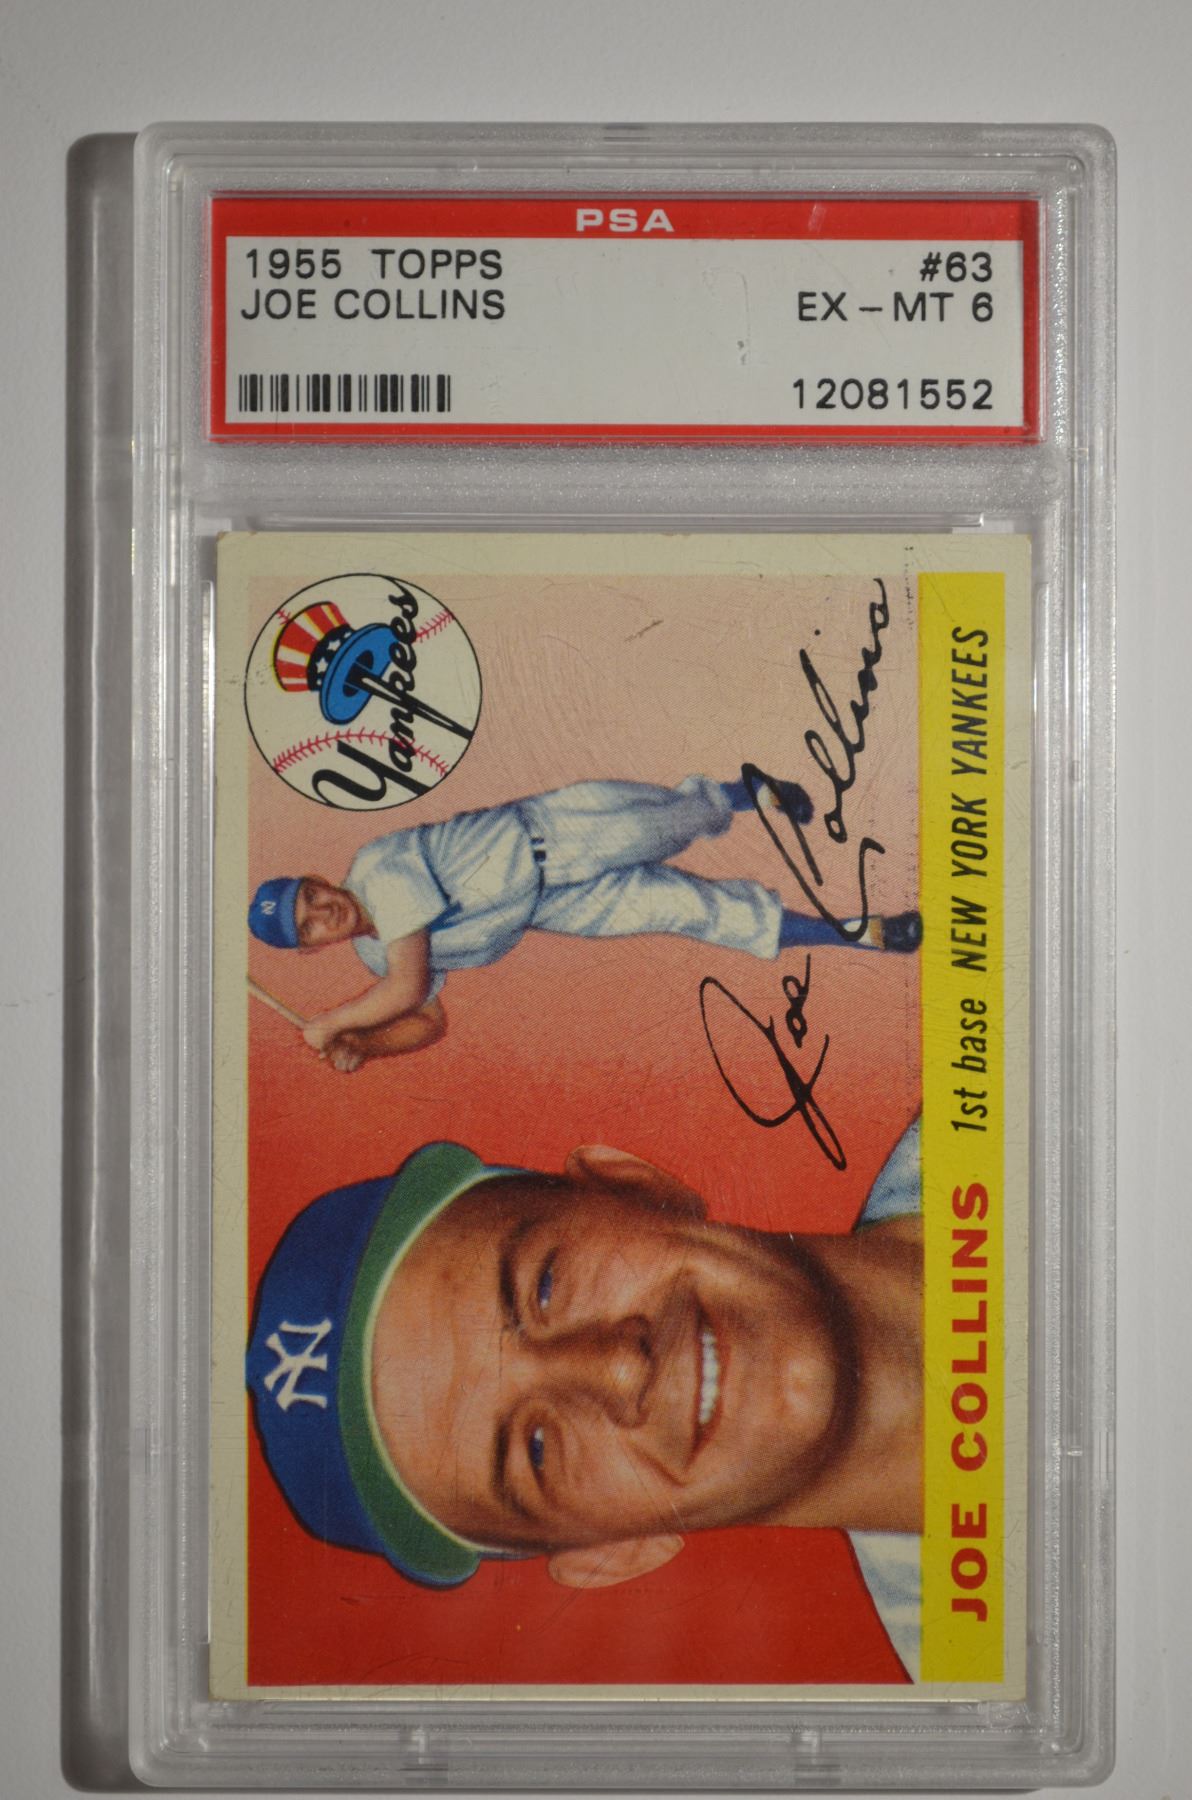 PSA
1955 TOPPS #63
JOE COLLINS EX-MT 6
12081552
Yankees
NY
NY
Joe Collins
JOE COLLINS 1st base NEW YORK YANKEES